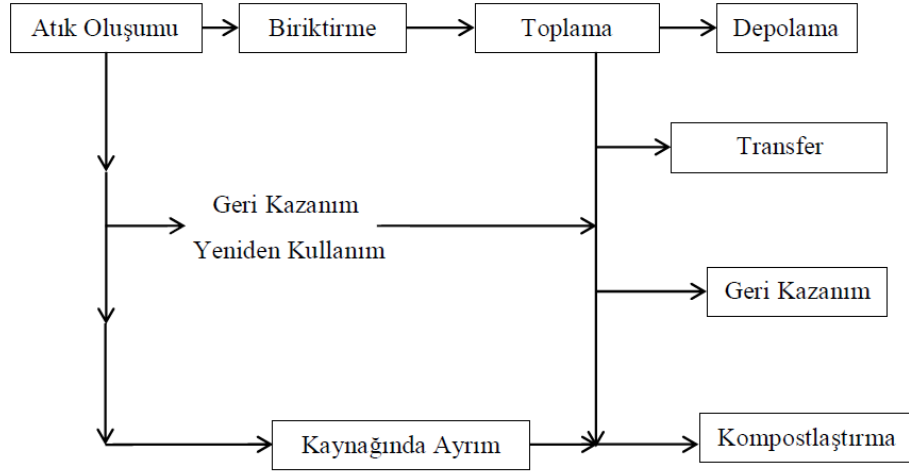 Atık Oluşumu
Biriktirme
Toplama
Depolama
Transfer
Geri Kazanım
Yeniden Kullanım
Geri Kazanım
Kaynağında Ayrım
Kompostlaştırma